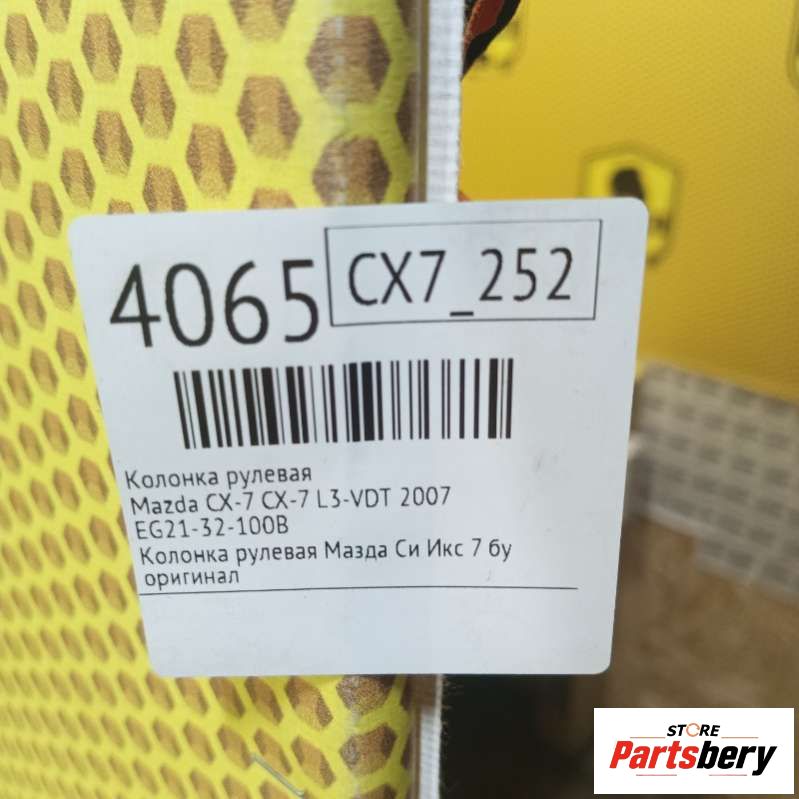 4065
CX7_252
Колонка рулевая
Mazda CX-7 CX-7 L3-VDT 2007
EG21-32-100B
Колонка рулевая Мазда Си Икс 7 бу
оригинал
STORE
Partsbery